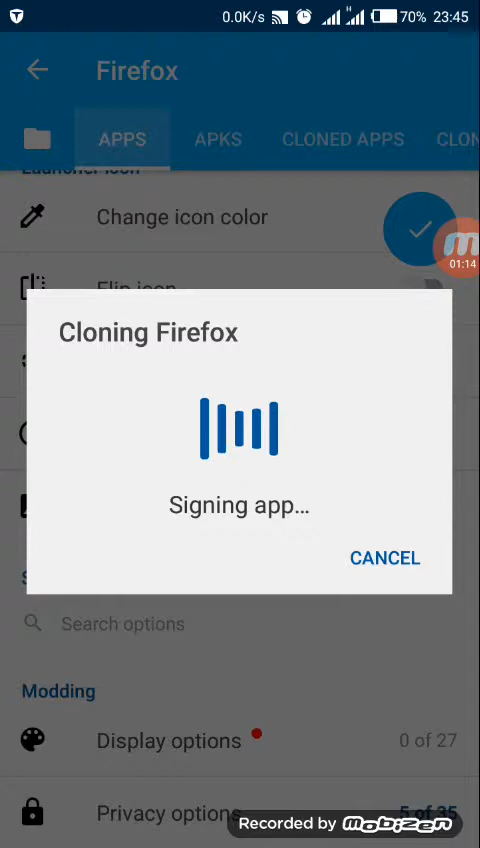 0.0K/s H 70% 23:45
Firefox
APPS APKS CLONED APPS CLON
Launcher icon
Change icon color
01:14
Flip icon
Cloning Firefox
Signing app...
CANCEL
Search options
Modding
Display options 0 of 27
Privacy options 5 of 35
Recorded by mobizen